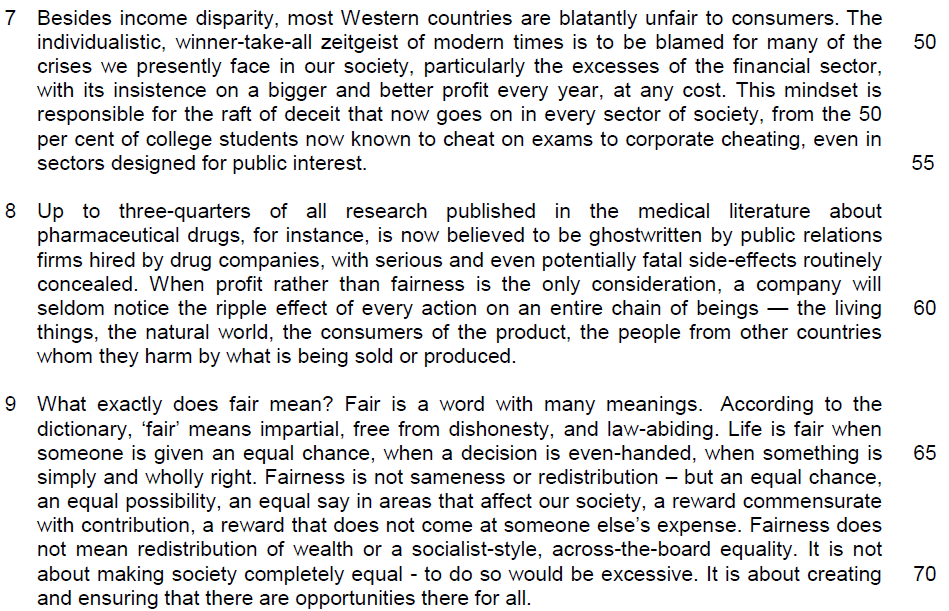 7 Besides income disparity, most Western countries are blatantly unfair to consumers. The
individualistic, winner-take-all zeitgeist of modern times is to be blamed for many of the 50
crises we presently face in our society, particularly the excesses of the financial sector,
with its insistence on a bigger and better profit every year, at any cost. This mindset is
responsible for the raft of deceit that now goes on in every sector of society, from the 50
per cent of college students now known to cheat on exams to corporate cheating, even in
sectors designed for public interest. 55
8 Up to three-quarters of all research published in the medical literature about
pharmaceutical drugs, for instance, is now believed to be ghostwritten by public relations
firms hired by drug companies, with serious and even potentially fatal side-effects routinely
concealed. When profit rather than fairness is the only consideration, a company will
seldom notice the ripple effect of every action on an entire chain of beings — the living 60
things, the natural world, the consumers of the product, the people from other countries
whom they harm by what is being sold or produced.
9 What exactly does fair mean? Fair is a word with many meanings. According to the
dictionary, ‘fair’ means impartial, free from dishonesty, and law-abiding. Life is fair when
someone is given an equal chance, when a decision is even-handed, when something is 65
simply and wholly right. Fairness is not sameness or redistribution – but an equal chance,
an equal possibility, an equal say in areas that affect our society, a reward commensurate
with contribution, a reward that does not come at someone else’s expense. Fairness does
not mean redistribution of wealth or a socialist-style, across-the-board equality. It is not
about making society completely equal - to do so would be excessive. It is about creating 70
and ensuring that there are opportunities there for all.